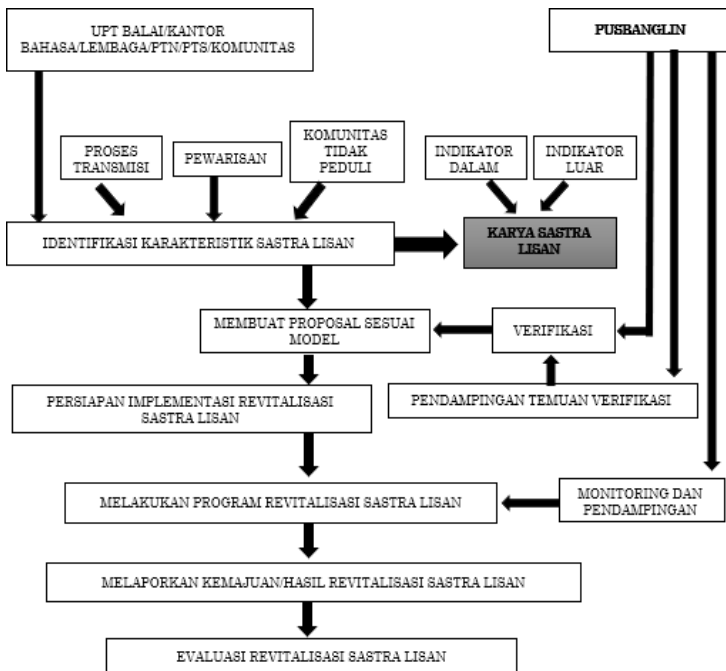 UPT BALAI/KANTOR
BAHASA/LEMBAGA/PTN/PTS/KOMUNITAS
PUSBANGLIN
PROSES
TRANSMISI
PEWARISAN
KOMUNITAS
TIDAK
PEDULI
INDIKATOR
DALAM
INDIKATOR
LUAR
IDENTIFIKASI KARAKTERISTIK SASTRA LISAN
KARYA SASTRA
LISAN
MEMBUAT PROPOSAL SESUAI
MODEL
VERIFIKASI
PERSIAPAN IMPLEMENTASI REVITALISASI
SASTRA LISAN
PENDAMPINGAN TEMUAN VERIFIKASI
MELAKUKAN PROGRAM REVITALISASI SASTRA LISAN
MONITORING DAN
PENDAMPINGAN
MELAPORKAN KEMAJUAN/HASIL REVITALISASI SASTRA LISAN
EVALUASI REVITALISASI SASTRA LISAN